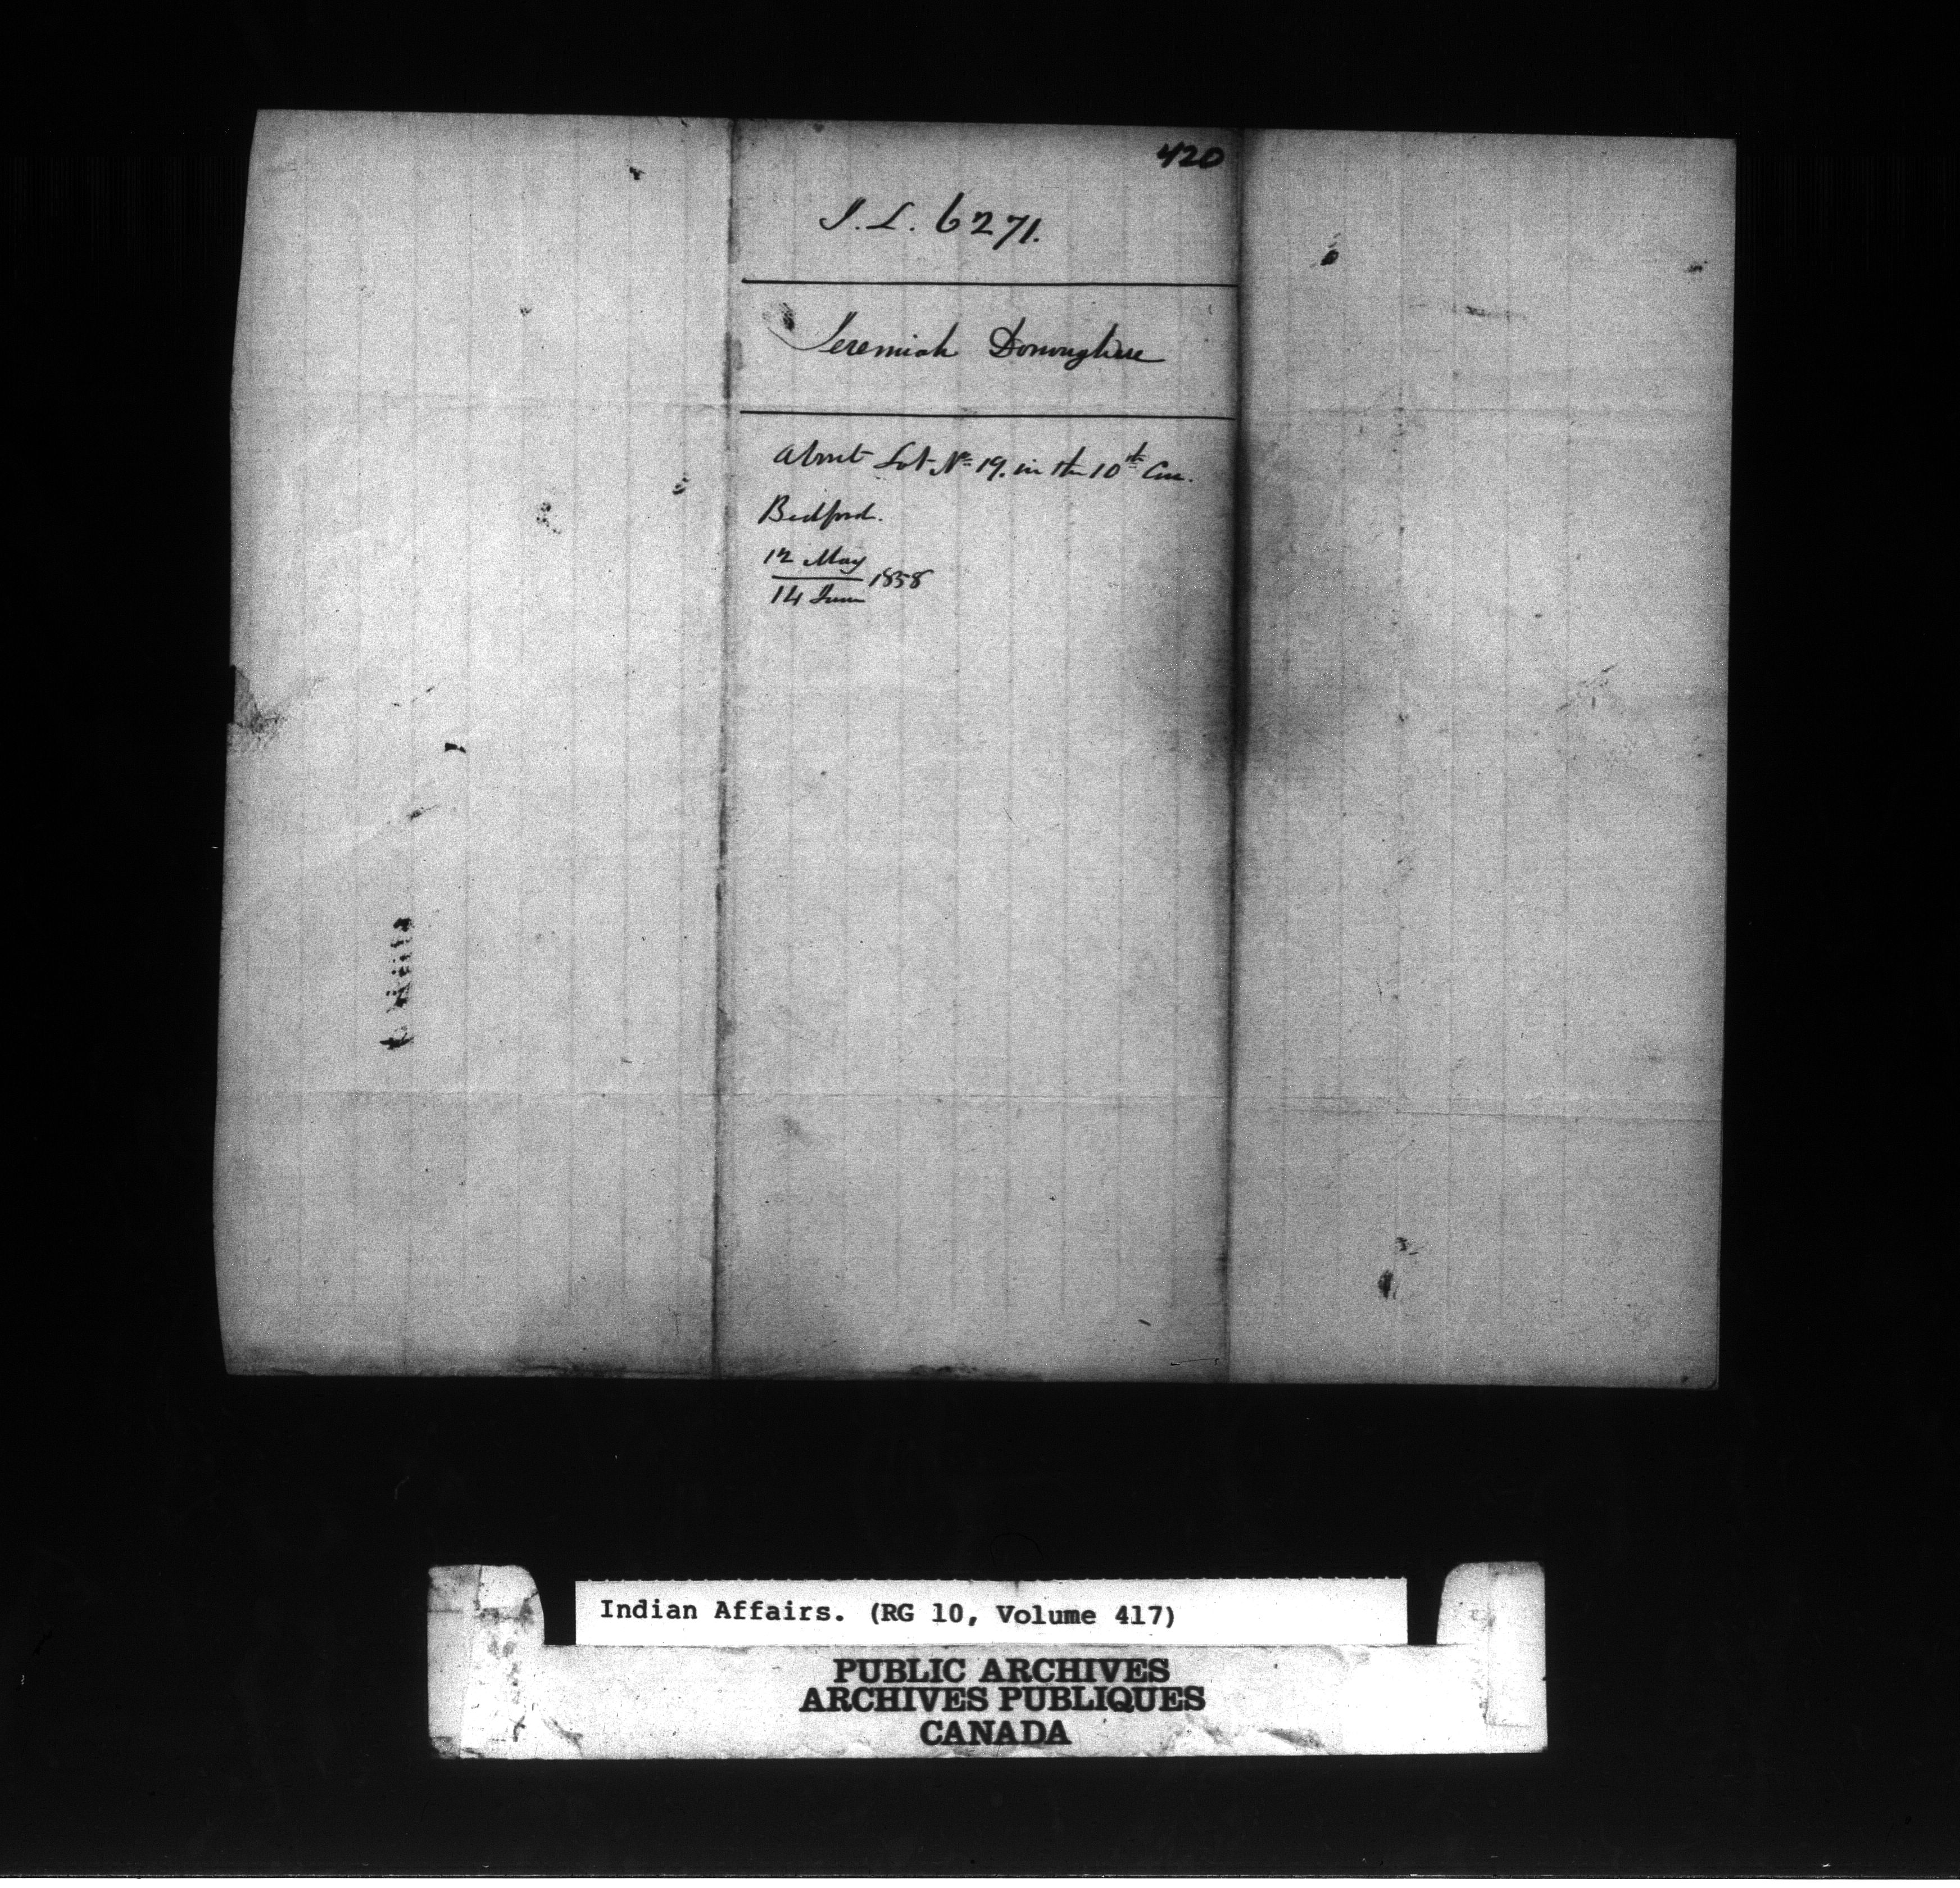 420
I.L. 6271.
Jeremiah Donoughue
About Lot No 19. in the 10th Con.
Bedford.
12 May
14 June 1858
Indian Affairs. (RG 10, Volume 417)
PUBLIC ARCHIVES
ARCHIVES PUBLIQUES
CANADA